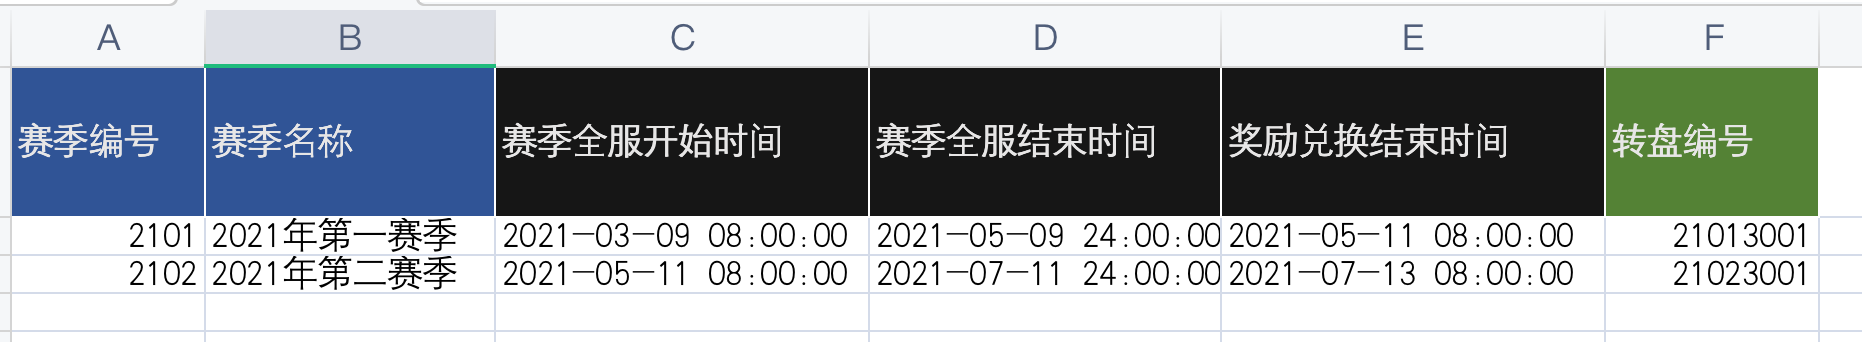 A B C D E F
赛季编号 赛季名称 赛季全服开始时间 赛季全服结束时间 奖励兑换结束时间 转盘编号
2101 2021年第一赛季 2021-03-09 08:00:00 2021-05-09 24:00:00 2021-05-11 08:00:00 21013001
2102 2021年第二赛季 2021-05-11 08:00:00 2021-07-11 24:00:00 2021-07-13 08:00:00 21023001